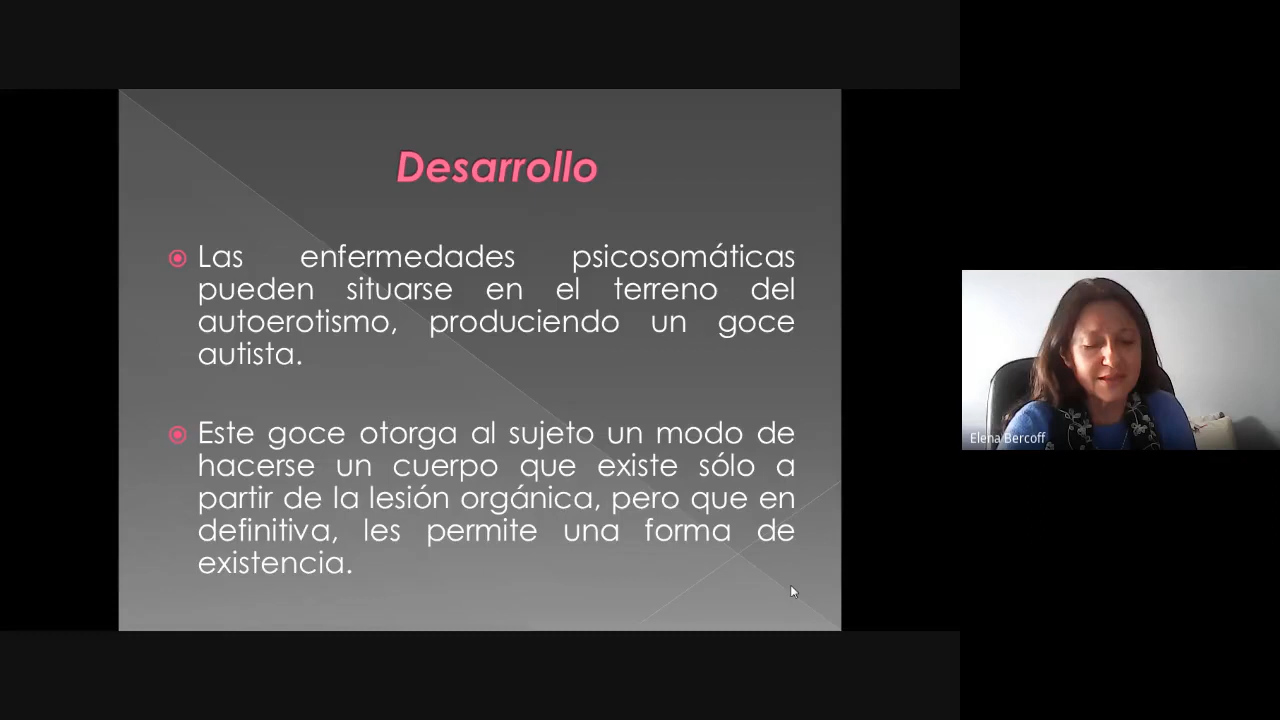 Desarrollo
Las enfermedades psicosomáticas
pueden situarse en el terreno del
autoerotismo, produciendo un goce
autista.
Este goce otorga al sujeto un modo de
hacerse un cuerpo que existe sólo a
partir de la lesión orgánica, pero que en
definitiva, les permite una forma de
existencia.
Elena Bercoff